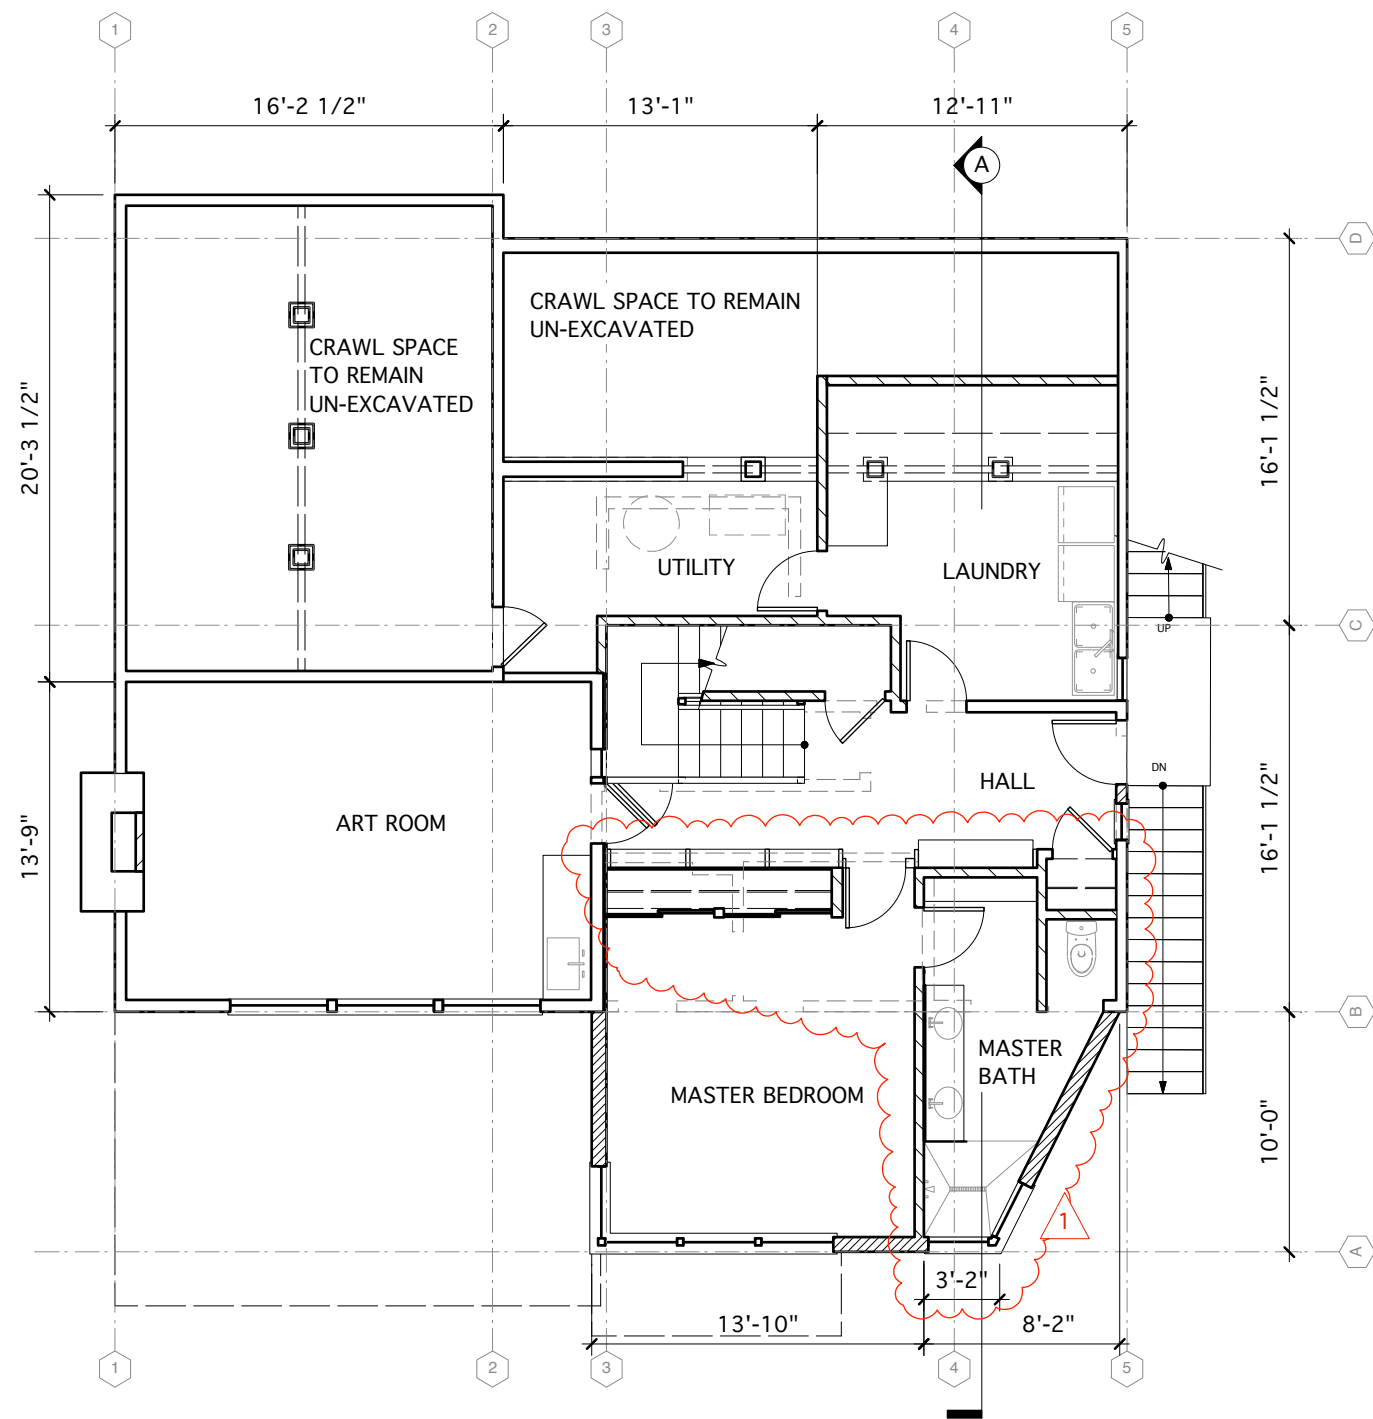 1
2
3
4
5
16'-2 1/2"
13'-1"
12'-11"
A
D
CRAWL SPACE TO REMAIN
UN-EXCAVATED
CRAWL SPACE
TO REMAIN
UN-EXCAVATED
20'-3 1/2"
16'-1 1/2"
UTILITY
LAUNDRY
UP
C
HALL
DN
ART ROOM
13'-9"
16'-1 1/2"
B
MASTER
BATH
MASTER BEDROOM
10'-0"
1
A
3'-2"
13'-10"
8'-2"
1
2
3
4
5